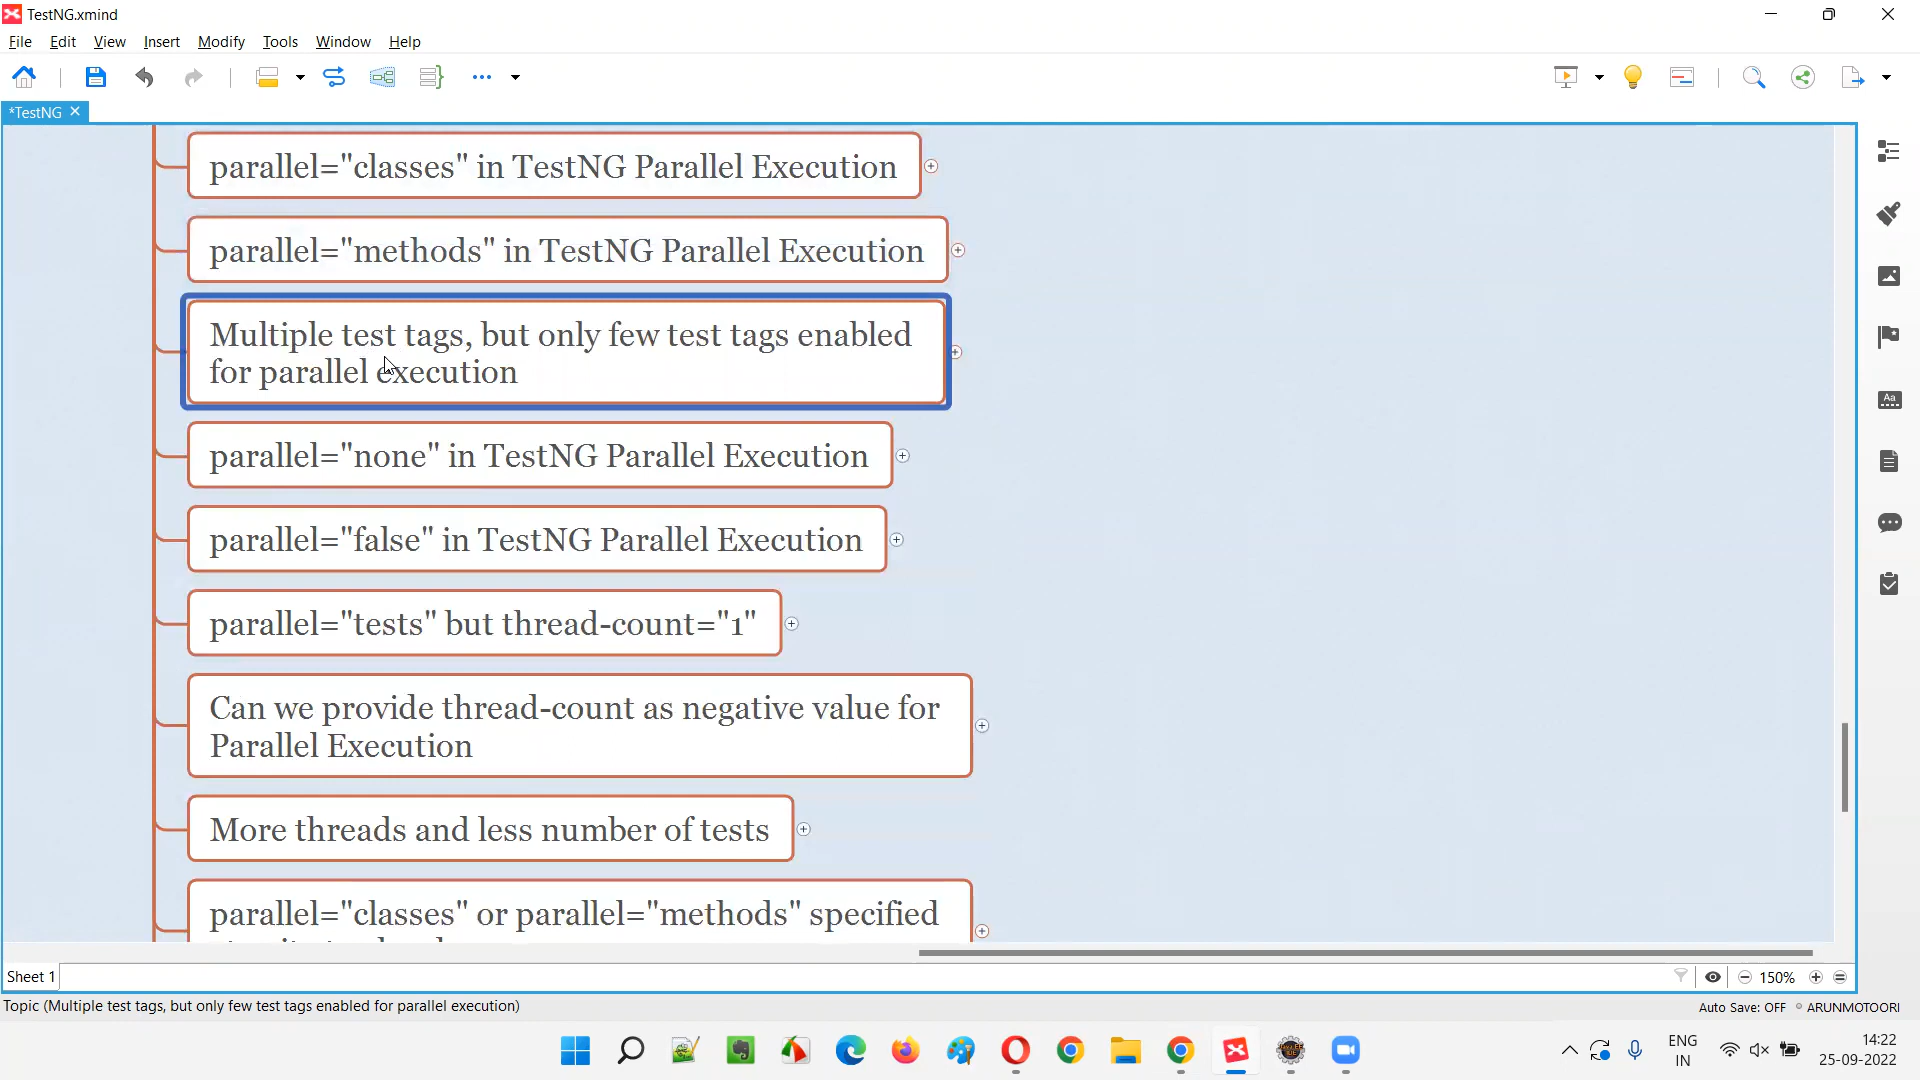 TestNG.xmind
File Edit View Insert Modify Tools Window Help
*TestNG
parallel="classes" in TestNG Parallel Execution
parallel="methods" in TestNG Parallel Execution
Multiple test tags, but only few test tags enabled
for parallel execution
parallel="none" in TestNG Parallel Execution
parallel="false" in TestNG Parallel Execution
parallel="tests" but thread-count="1"
Can we provide thread-count as negative value for
Parallel Execution
More threads and less number of tests
parallel="classes" or parallel="methods" specified
Sheet 1
150%
Topic (Multiple test tags, but only few test tags enabled for parallel execution)
Auto Save: OFF ARUNMOTOORI
ENG
IN
14:22
25-09-2022